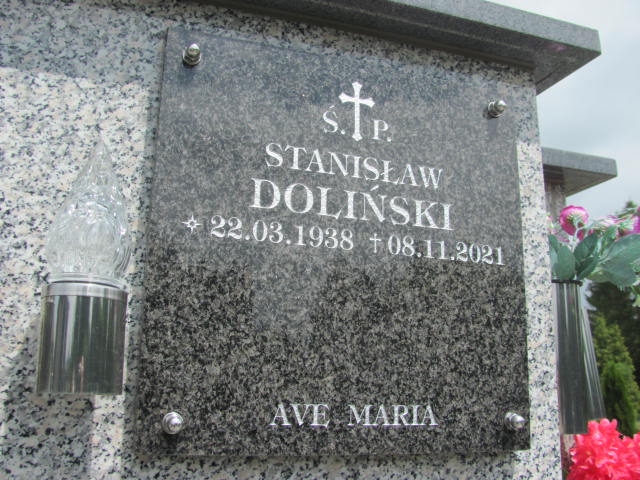 Ś. † P.
STANISŁAW
DOLIŃSKI
* 22.03.1938 † 08.11.2021
AVE MARIA